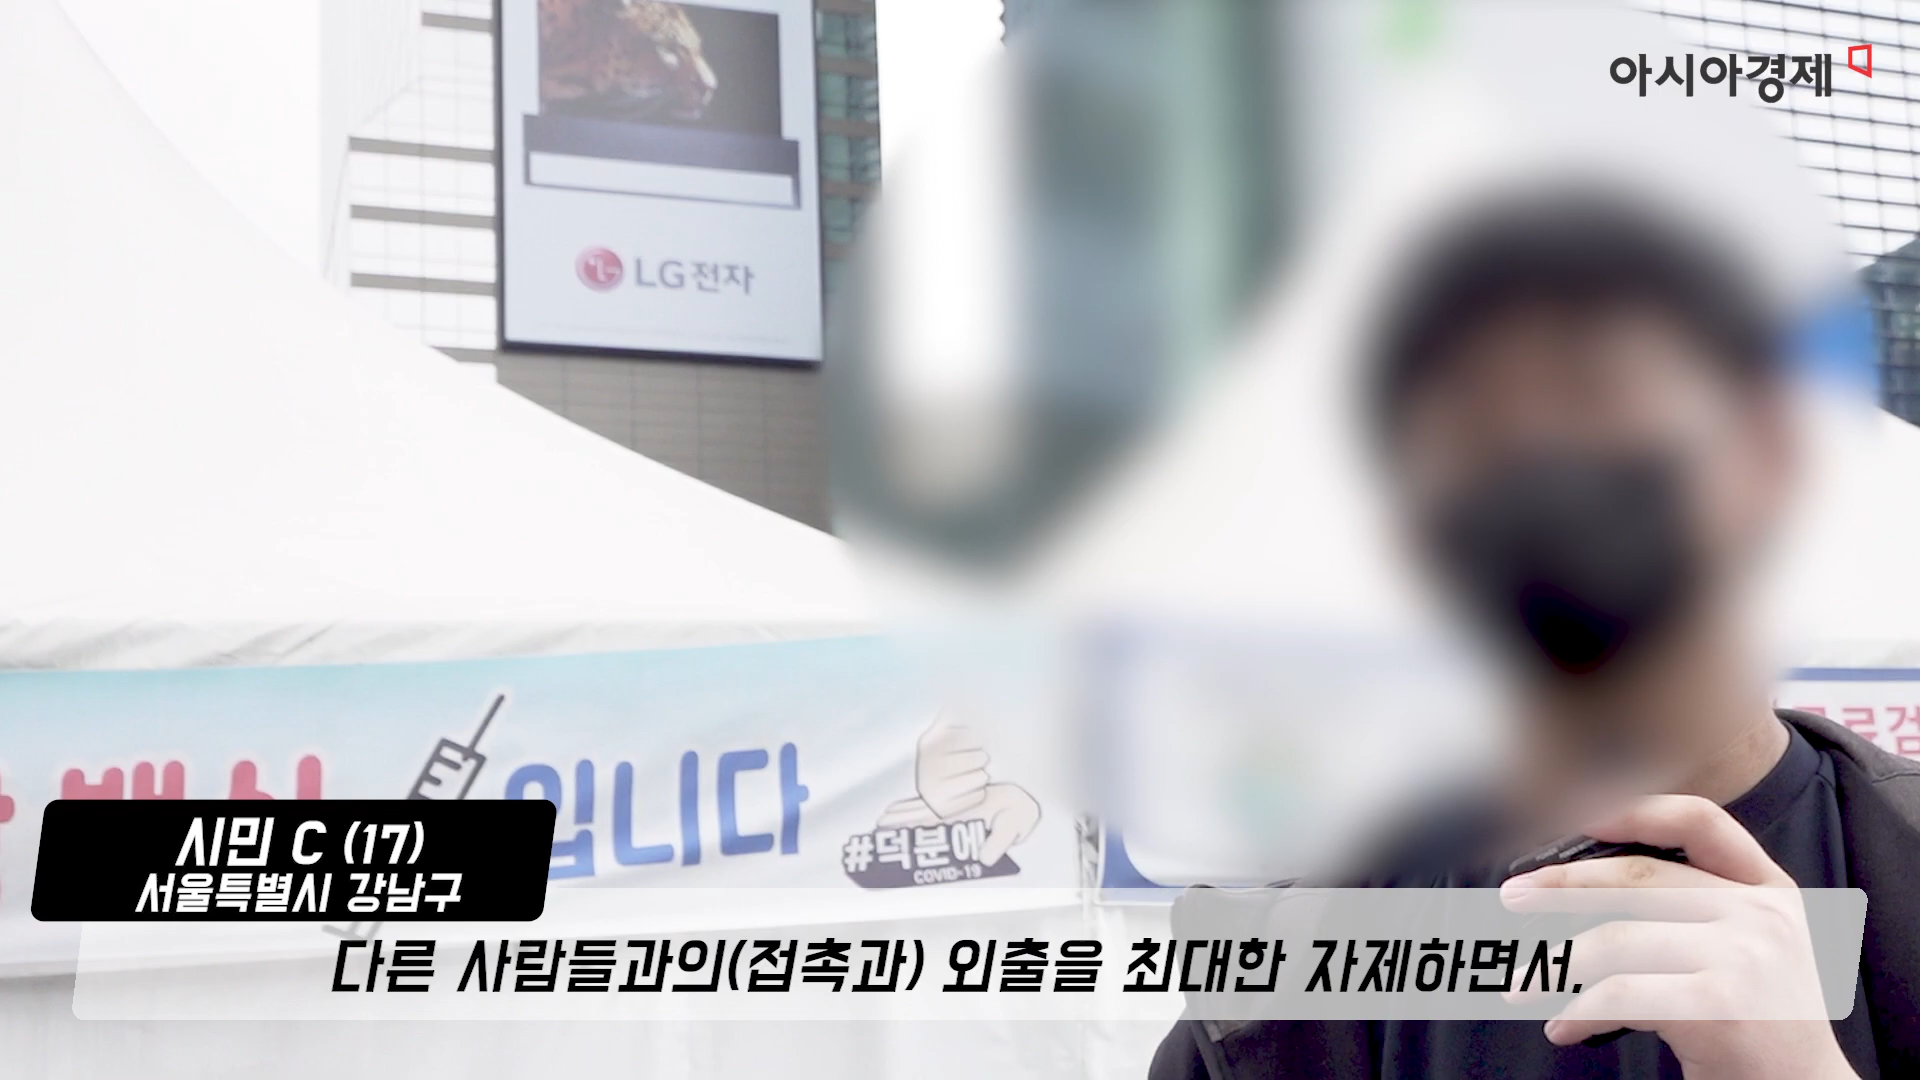 아시아경제
LG전자
백신 입니다
#덕분에
COVID-19
시민 C (17)
서울특별시 강남구
다른 사람들과의(접촉과) 외출을 최대한 자제하면서,